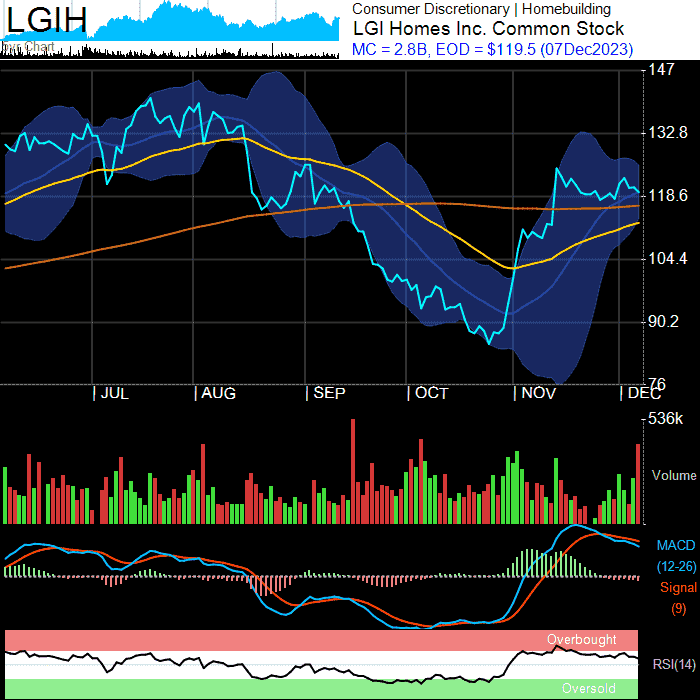 LGIH
Consumer Discretionary | Homebuilding
LGI Homes Inc. Common Stock
MC = 2.8B, EOD = $119.5 (07Dec2023)
Chart
147
132.8
118.6
104.4
90.2
76
JUL AUG SEP OCT NOV DEC
536k
Volume
MACD
(12-26)
Signal
(9)
Overbought
RSI(14)
Oversold